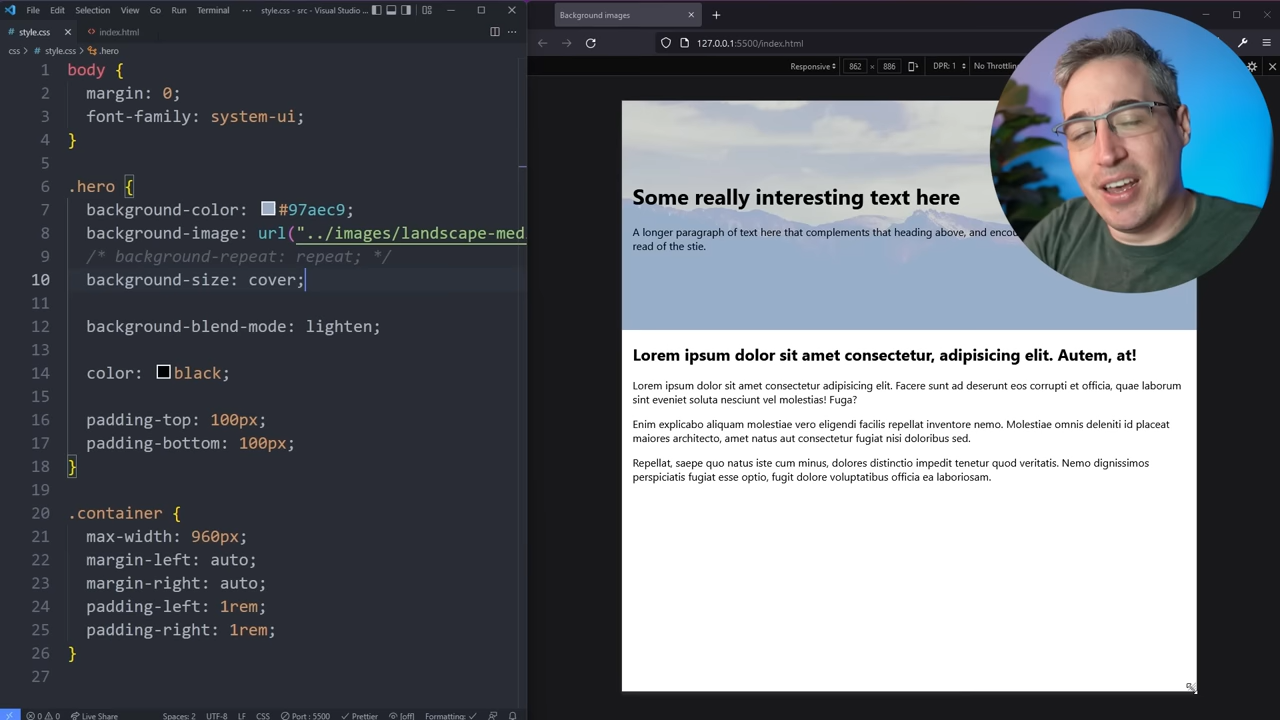 File Edit Selection View Go Run Terminal ··· style.css - src - Visual Studio ...
style.css index.html
css > style.css > .hero
1 body {
2 margin: 0;
3 font-family: system-ui;
4 }
5
6 .hero {
7 background-color: #97aec9;
8 background-image: url("../images/landscape-med
9 /* background-repeat: repeat; */
10 background-size: cover;
11
12 background-blend-mode: lighten;
13
14 color: black;
15
16 padding-top: 100px;
17 padding-bottom: 100px;
18 }
19
20 .container {
21 max-width: 960px;
22 margin-left: auto;
23 margin-right: auto;
24 padding-left: 1rem;
25 padding-right: 1rem;
26 }
27
0 0 Live Share Spaces: 2 UTF-8 LF CSS Port : 5500 Prettier [off] Formatting:
Background images
127.0.0.1:5500/index.html
Responsive 862 × 886 DPR: 1 No Throttling
Some really interesting text here
A longer paragraph of text here that complements that heading above, and encou
read of the stie.
Lorem ipsum dolor sit amet consectetur, adipisicing elit. Autem, at!
Lorem ipsum dolor sit amet consectetur adipisicing elit. Facere sunt ad deserunt eos corrupti et officia, quae laborum
sint eveniet soluta nesciunt vel molestias! Fuga?
Enim explicabo aliquam molestiae vero eligendi facilis repellat inventore nemo. Molestiae omnis deleniti id placeat
maiores architecto, amet natus aut consectetur fugiat nisi doloribus sed.
Repellat, saepe quo natus iste cum minus, dolores distinctio impedit tenetur quod veritatis. Nemo dignissimos
perspiciatis fugiat esse optio, fugit dolore voluptatibus officia ea laboriosam.